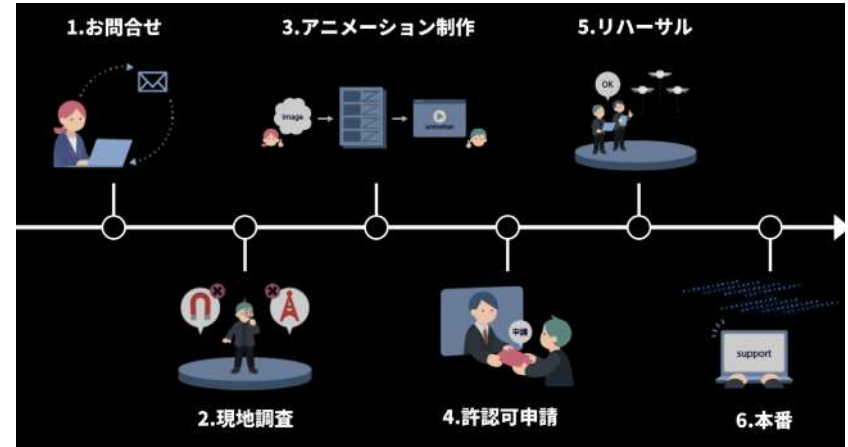 1.お問合せ
3.アニメーション制作
5.リハーサル
image
animation
OK
申請
support
2.現地調査
4.許認可申請
6.本番